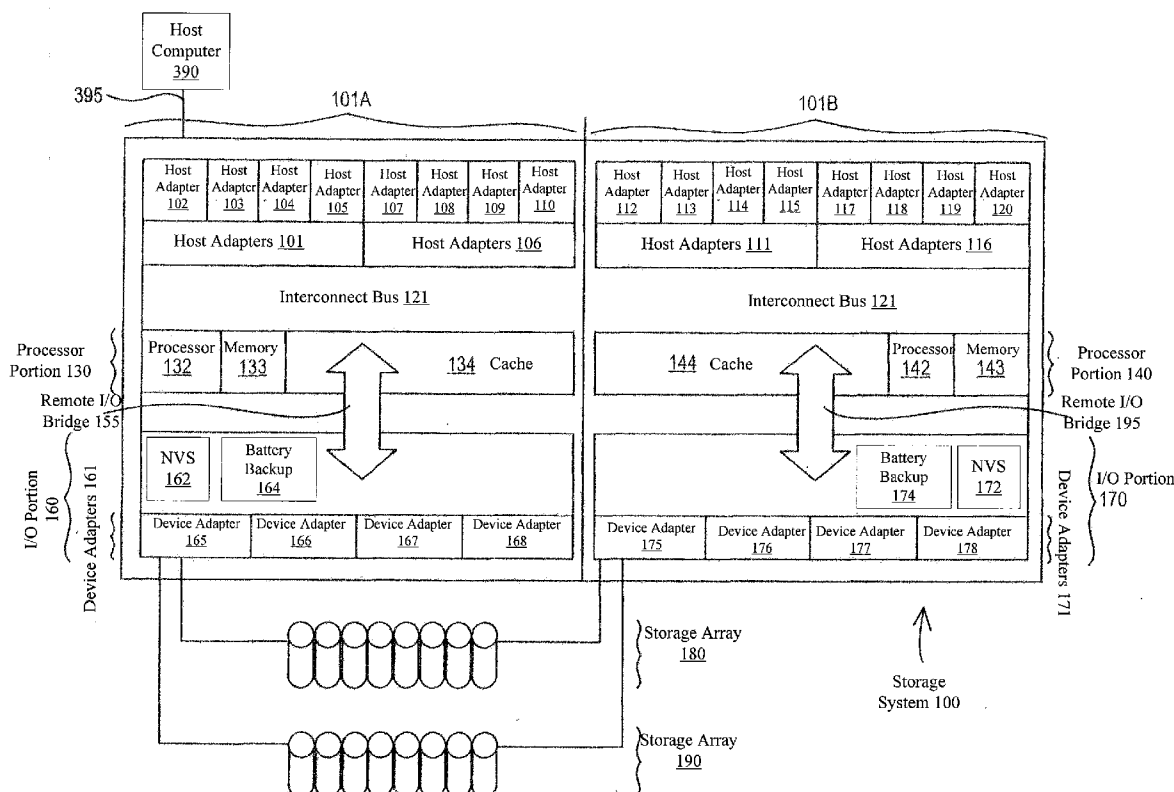 Host
Computer
390
395
101A
101B
Host
Adapter
102
Host
Adapter
103
Host
Adapter
104
Host
Adapter
105
Host
Adapter
107
Host
Adapter
108
Host
Adapter
109
Host
Adapter
110
Host
Adapter
112
Host
Adapter
113
Host
Adapter
114
Host
Adapter
115
Host
Adapter
117
Host
Adapter
118
Host
Adapter
119
Host
Adapter
120
Host Adapters 101
Host Adapters 106
Host Adapters 111
Host Adapters 116
Interconnect Bus 121
Interconnect Bus 121
Processor
Portion 130
Processor
132
Memory
133
134 Cache
144 Cache
Processor
142
Memory
143
Processor
Portion 140
Remote I/O
Bridge 155
Remote I/O
Bridge 195
I/O Portion
160
Device Adapters 161
NVS
162
Battery
Backup
164
Battery
Backup
174
NVS
172
Device Adapters 171
I/O Portion
170
Device Adapter
165
Device Adapter
166
Device Adapter
167
Device Adapter
168
Device Adapter
175
Device Adapter
176
Device Adapter
177
Device Adapter
178
Storage Array
180
Storage
System 100
Storage Array
190